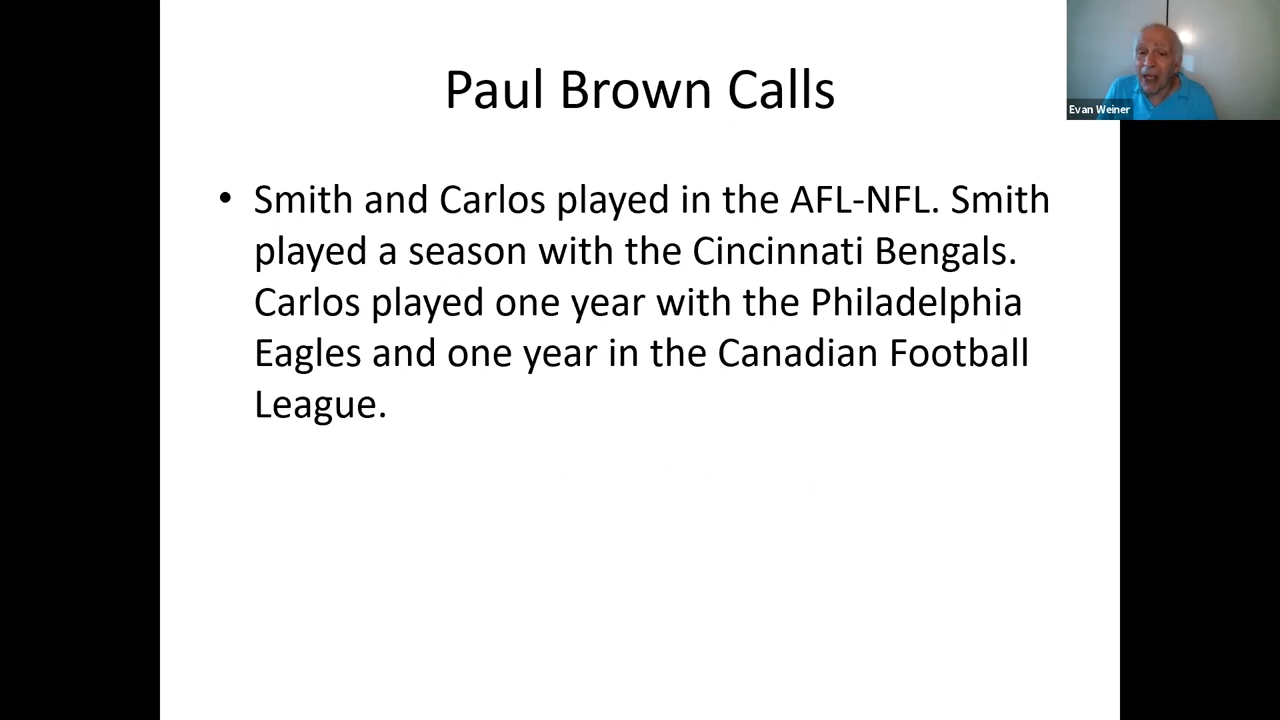 Paul Brown Calls
Evan Weiner
• Smith and Carlos played in the AFL-NFL. Smith
played a season with the Cincinnati Bengals.
Carlos played one year with the Philadelphia
Eagles and one year in the Canadian Football
League.